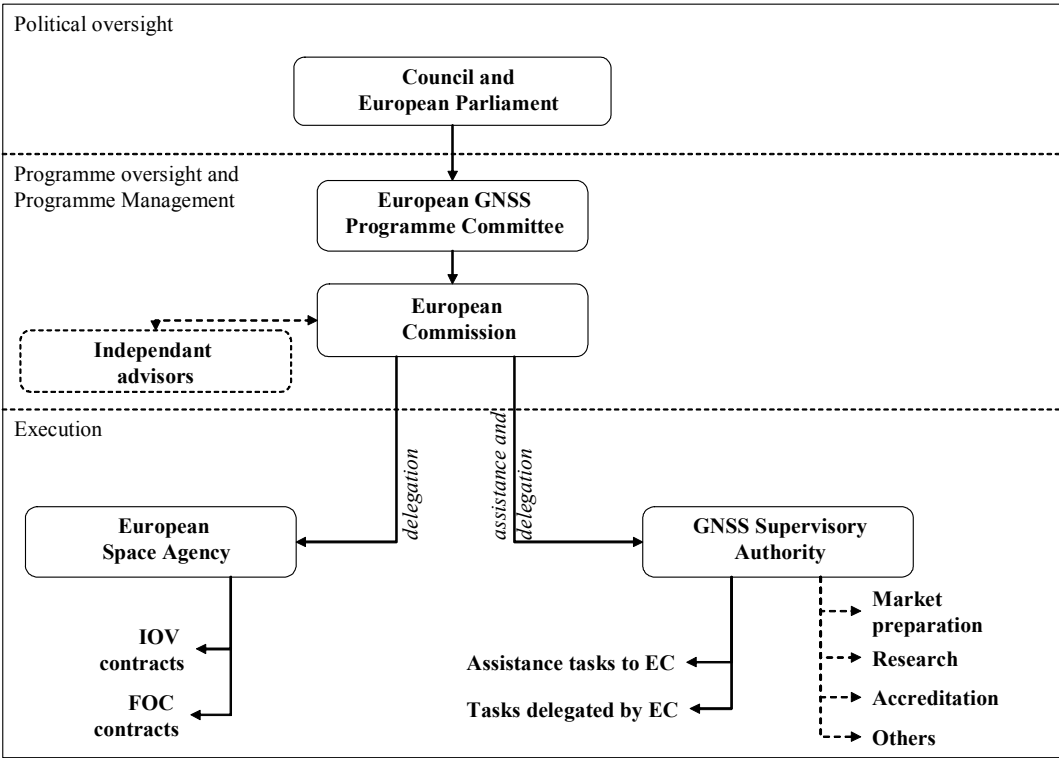 Political oversight
Council and
European Parliament
Programme oversight and
Programme Management
European GNSS
Programme Committee
European
Commission
Independant
advisors
Execution
delegation
assistance and
delegation
European
Space Agency
GNSS Supervisory
Authority
IOV
contracts
FOC
contracts
Assistance tasks to EC
Tasks delegated by EC
Market
preparation
Research
Accreditation
Others